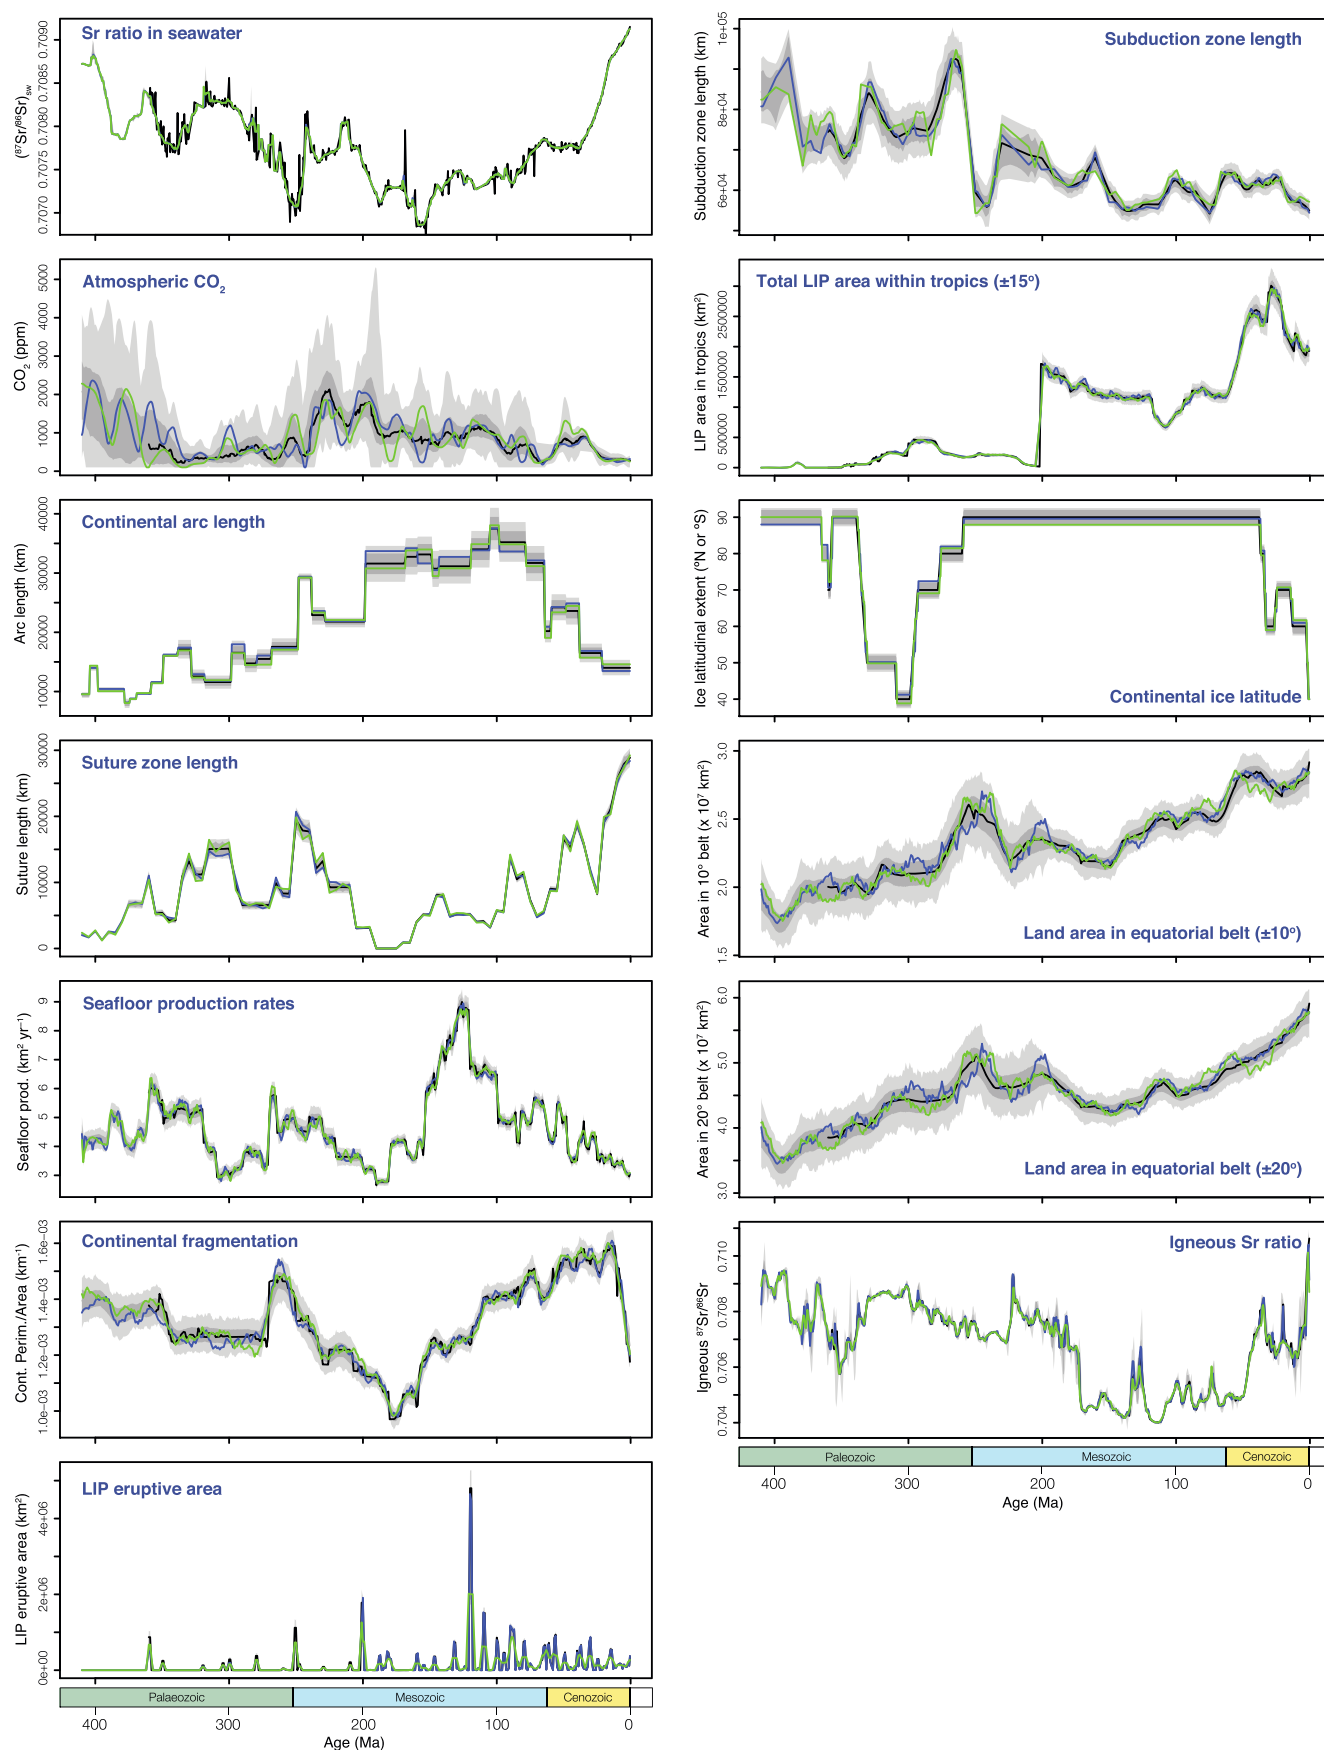 Sr ratio in seawater
(⁸⁷Sr/⁸⁶Sr)sw
0.7090
0.7085
0.7080
0.7075
0.7070
Subduction zone length
Subduction zone length (km)
1e+05
8e+04
6e+04
Atmospheric CO₂
CO₂ (ppm)
5000
4000
3000
2000
1000
0
Total LIP area within tropics (±15°)
LIP area in tropics (km²)
2500000
1500000
500000
0
Continental arc length
Arc length (km)
40000
30000
20000
10000
Ice latitudinal extent (°N or °S)
90
80
70
60
50
40
Continental ice latitude
Suture zone length
Suture length (km)
30000
20000
10000
0
Area in 10° belt (x 10⁷ km²)
3.0
2.5
2.0
1.5
Land area in equatorial belt (±10°)
Seafloor production rates
Seafloor prod. (km² yr⁻¹)
9
8
7
6
5
4
3
Area in 20° belt (x 10⁷ km²)
6.0
5.0
4.0
3.0
Land area in equatorial belt (±20°)
Continental fragmentation
Cont. Perim./Area (km⁻¹)
1.6e−03
1.4e−03
1.2e−03
1.0e−03
Igneous Sr ratio
Igneous ⁸⁷Sr/⁸⁶Sr
0.710
0.708
0.706
0.704
Paleozoic Mesozoic Cenozoic
400 300 200 100 0
Age (Ma)
LIP eruptive area
LIP eruptive area (km²)
4e+06
2e+06
0e+00
Palaeozoic Mesozoic Cenozoic
400 300 200 100 0
Age (Ma)